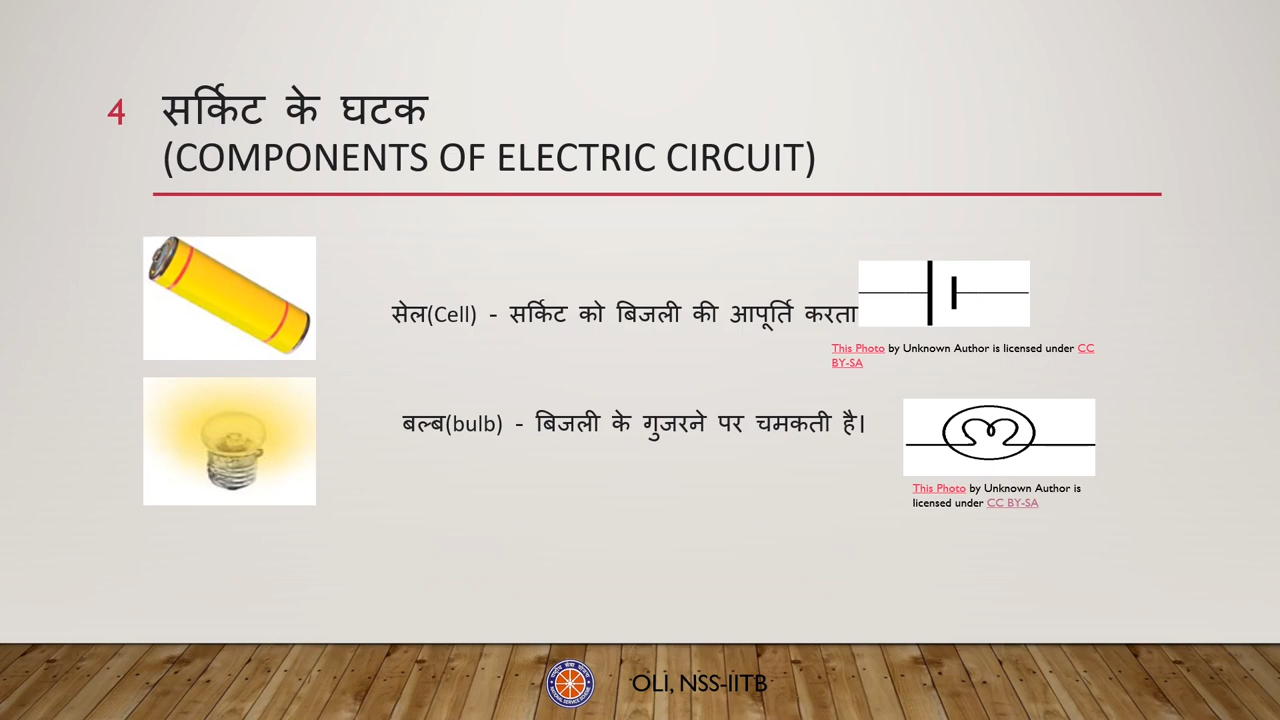 4
सर्किट के घटक
(COMPONENTS OF ELECTRIC CIRCUIT)
सेल(Cell) - सर्किट को बिजली की आपूर्ति करता
This Photo by Unknown Author is licensed under CC
BY-SA
बल्ब(bulb) - बिजली के गुजरने पर चमकती है।
This Photo by Unknown Author is
licensed under CC BY-SA
OLI, NSS-IITB